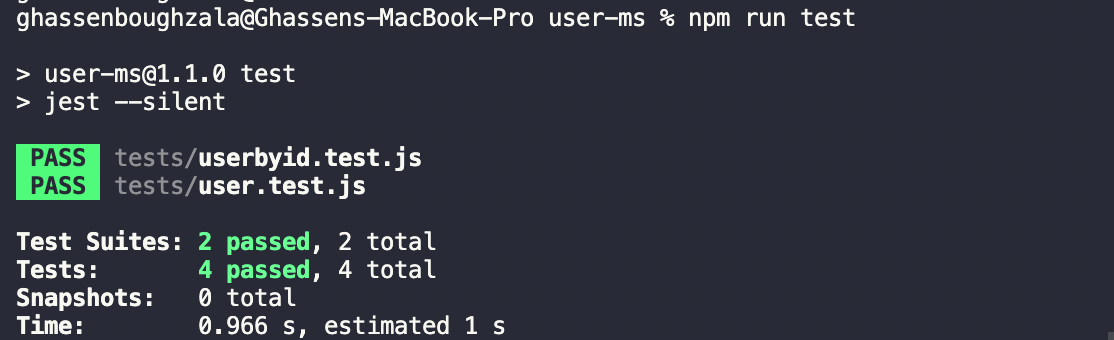 ghassenboughzala@Ghassens-MacBook-Pro user-ms % npm run test
> user-ms@1.1.0 test
> jest --silent
PASS tests/userbyid.test.js
PASS tests/user.test.js
Test Suites: 2 passed, 2 total
Tests: 4 passed, 4 total
Snapshots: 0 total
Time: 0.966 s, estimated 1 s